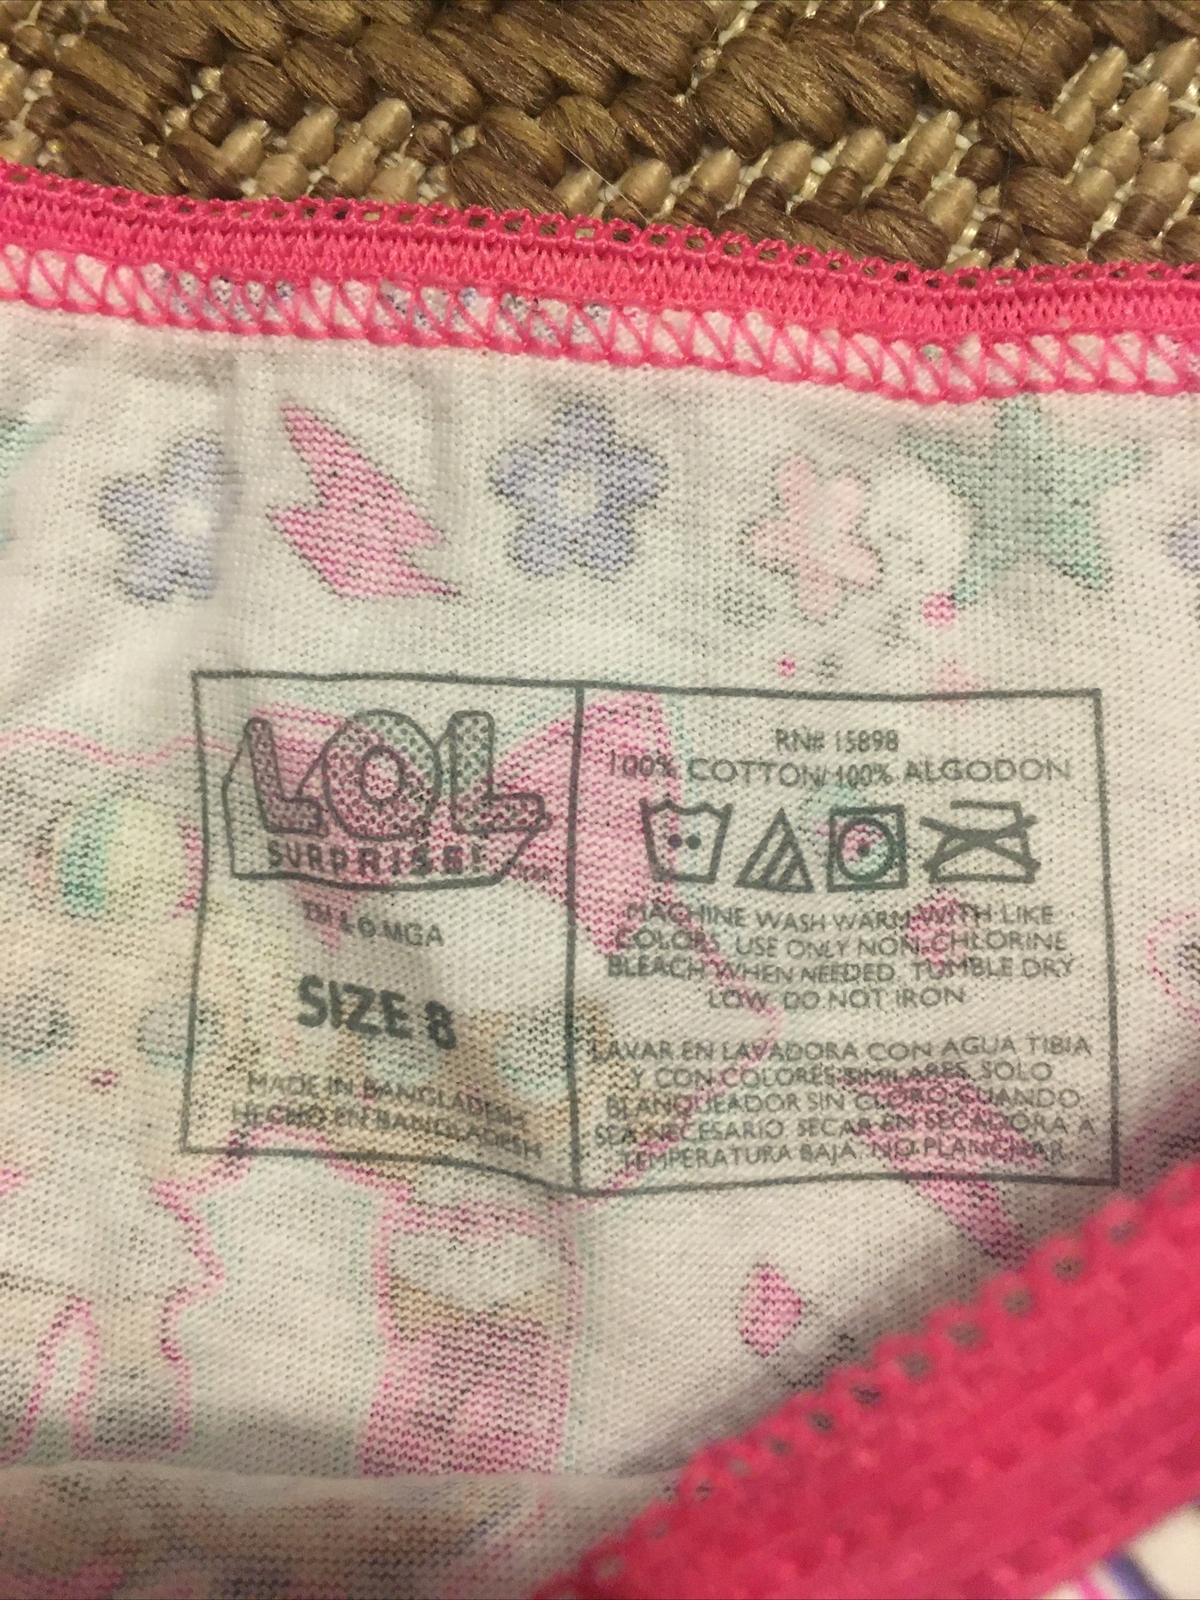 LOL
SURPRISE!
TM & © MGA
SIZE 8
MADE IN BANGLADESH
HECHO EN BANGLADESH
RN# 15898
100% COTTON/100% ALGODON
MACHINE WASH WARM WITH LIKE
COLORS. USE ONLY NON-CHLORINE
BLEACH WHEN NEEDED. TUMBLE DRY
LOW. DO NOT IRON
LAVAR EN LAVADORA CON AGUA TIBIA
Y CON COLORES SIMILARES. SOLO
BLANQUEADOR SIN CLORO CUANDO
SEA NECESARIO. SECAR EN SECADORA A
TEMPERATURA BAJA. NO PLANCHAR